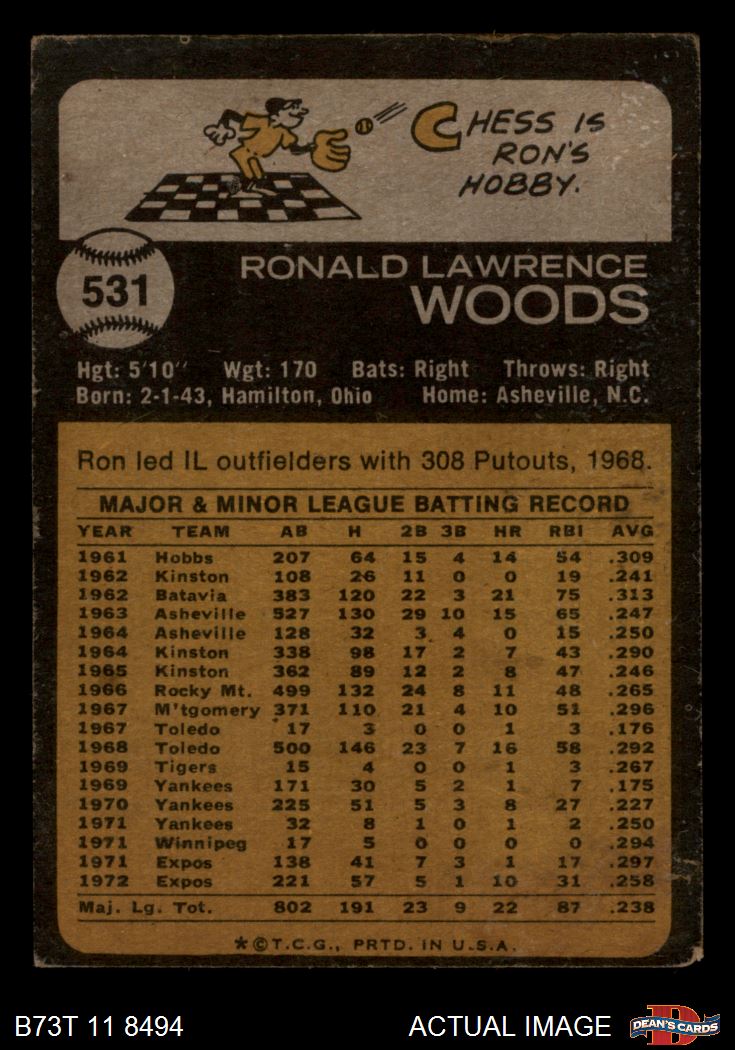 CHESS IS
RON'S
HOBBY.
531
RONALD LAWRENCE
WOODS
Hgt: 5'10" Wgt: 170 Bats: Right Throws: Right
Born: 2-1-43, Hamilton, Ohio Home: Asheville, N.C.
Ron led IL outfielders with 308 Putouts, 1968.
MAJOR & MINOR LEAGUE BATTING RECORD
YEAR TEAM AB H 2B 3B HR RBI AVG
1961 Hobbs 207 64 15 4 14 54 .309
1962 Kinston 108 26 11 0 0 19 .241
1962 Batavia 383 120 22 3 21 75 .313
1963 Asheville 527 130 29 10 15 65 .247
1964 Asheville 128 32 3 4 0 15 .250
1964 Kinston 338 98 17 2 7 43 .290
1965 Kinston 362 89 12 2 8 47 .246
1966 Rocky Mt. 499 132 24 8 11 48 .265
1967 M'tgomery 371 110 21 4 10 51 .296
1967 Toledo 17 3 0 0 1 3 .176
1968 Toledo 500 146 23 7 16 58 .292
1969 Tigers 15 4 0 0 1 3 .267
1969 Yankees 171 30 5 2 1 7 .175
1970 Yankees 225 51 5 3 8 27 .227
1971 Yankees 32 8 1 0 1 2 .250
1971 Winnipeg 17 5 0 0 0 0 .294
1971 Expos 138 41 7 3 1 17 .297
1972 Expos 221 57 5 1 10 31 .258
Maj. Lg. Tot. 802 191 23 9 22 87 .238
*©T.C.G., PRTD. IN U.S.A.
B73T 11 8494 ACTUAL IMAGE D DEAN'S CARDS